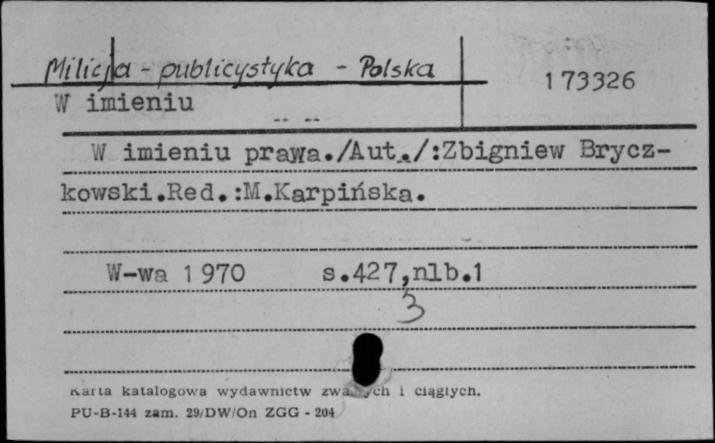 Milicja - publicystyka - Polska
173326
W imieniu
W imieniu prawa./Aut./:Zbigniew Brycz-
kowski.Red.:M.Karpińska.
W-wa 1970 s.427,nlb.1
3
Karta katalogowa wydawnictw i ciągłych.
PU-B-144 zam. 29/DW/On ZGG - 204